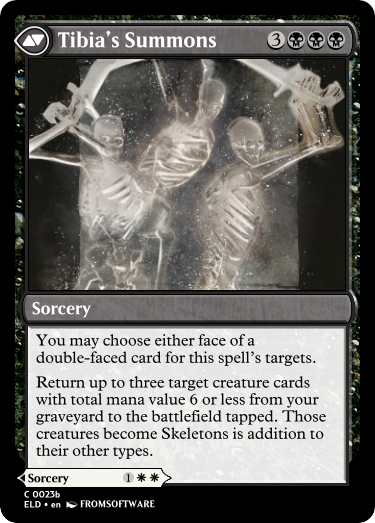 Tibia's Summons 3
Sorcery
You may choose either face of a
double-faced card for this spell's targets.
Return up to three target creature cards
with total mana value 6 or less from your
graveyard to the battlefield tapped. Those
creatures become Skeletons is addition to
their other types.
Sorcery 1
C 0023b
ELD • en FROMSOFTWARE